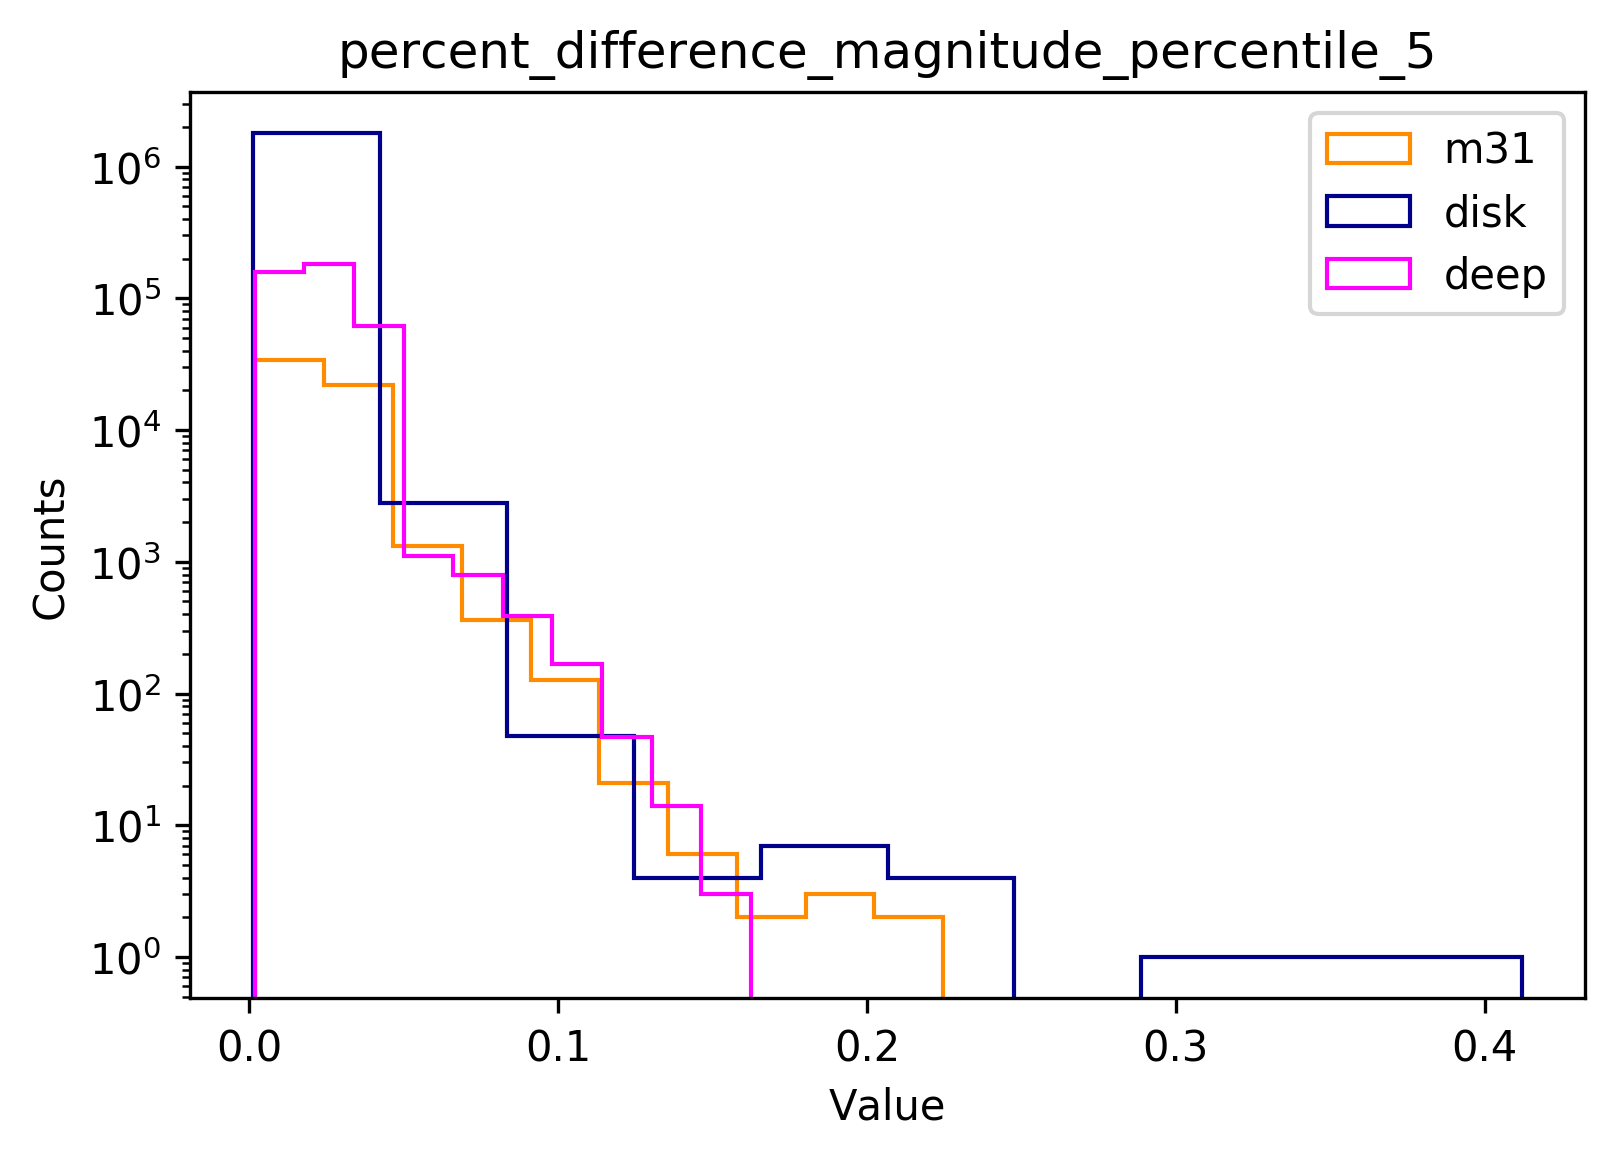 percent_difference_magnitude_percentile_5
m31
disk
deep
Counts
10^6
10^5
10^4
10^3
10^2
10^1
10^0
0.0 0.1 0.2 0.3 0.4
Value